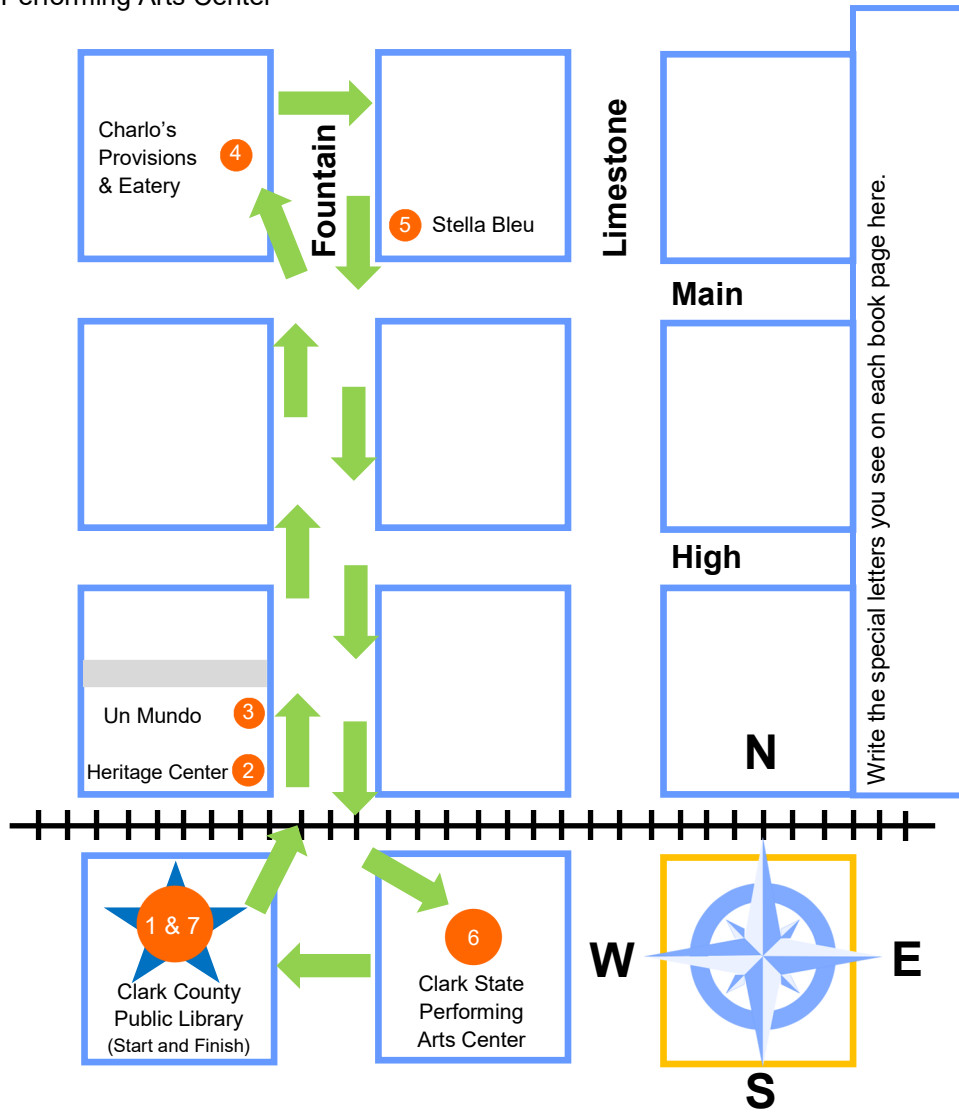 Performing Arts Center
Charlo's
Provisions
& Eatery
4
Fountain
5
Stella Bleu
Limestone
Main
High
Write the special letters you see on each book page here.
Un Mundo
3
Heritage Center
2
N
1 & 7
Clark County
Public Library
(Start and Finish)
6
Clark State
Performing
Arts Center
W
E
S